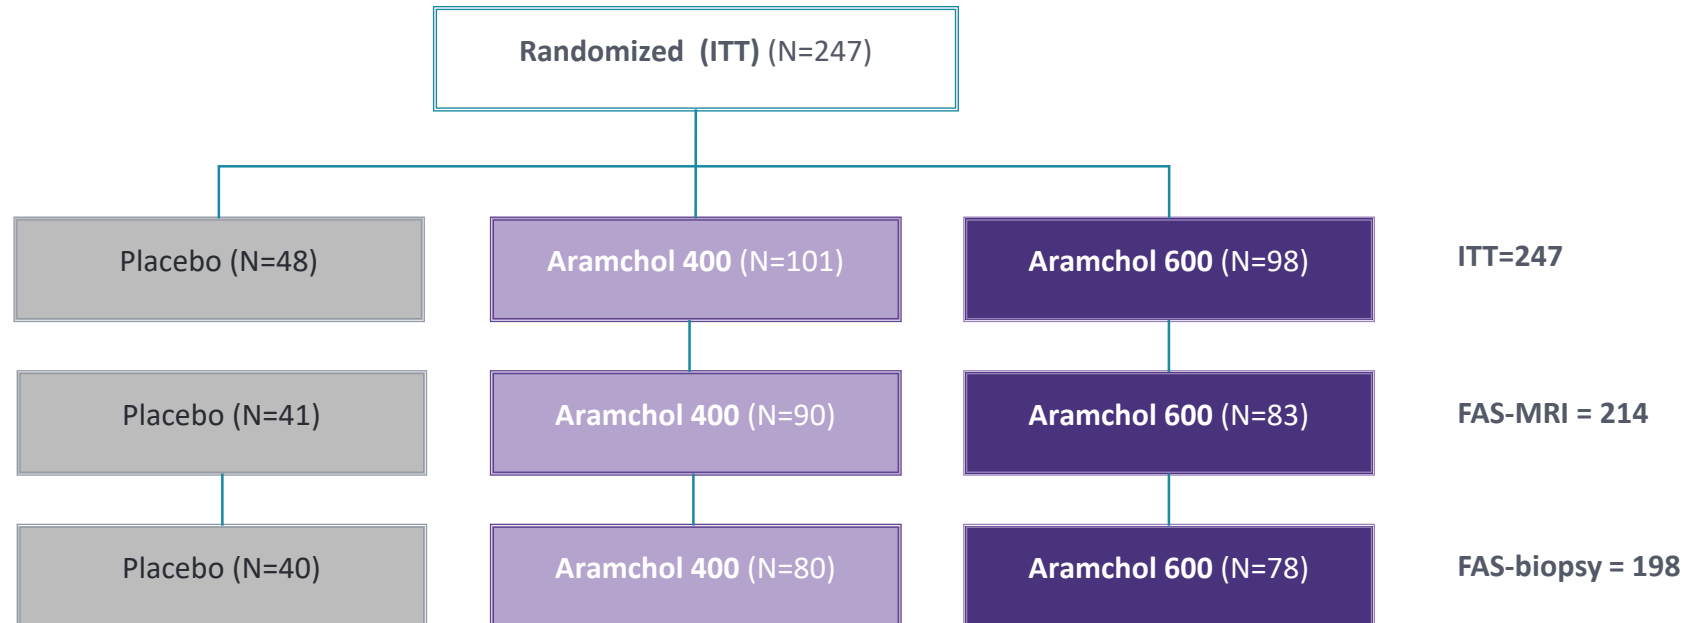 Randomized (ITT) (N=247)
Placebo (N=48)
Aramchol 400 (N=101)
Aramchol 600 (N=98)
ITT=247
Placebo (N=41)
Aramchol 400 (N=90)
Aramchol 600 (N=83)
FAS-MRI = 214
Placebo (N=40)
Aramchol 400 (N=80)
Aramchol 600 (N=78)
FAS-biopsy = 198